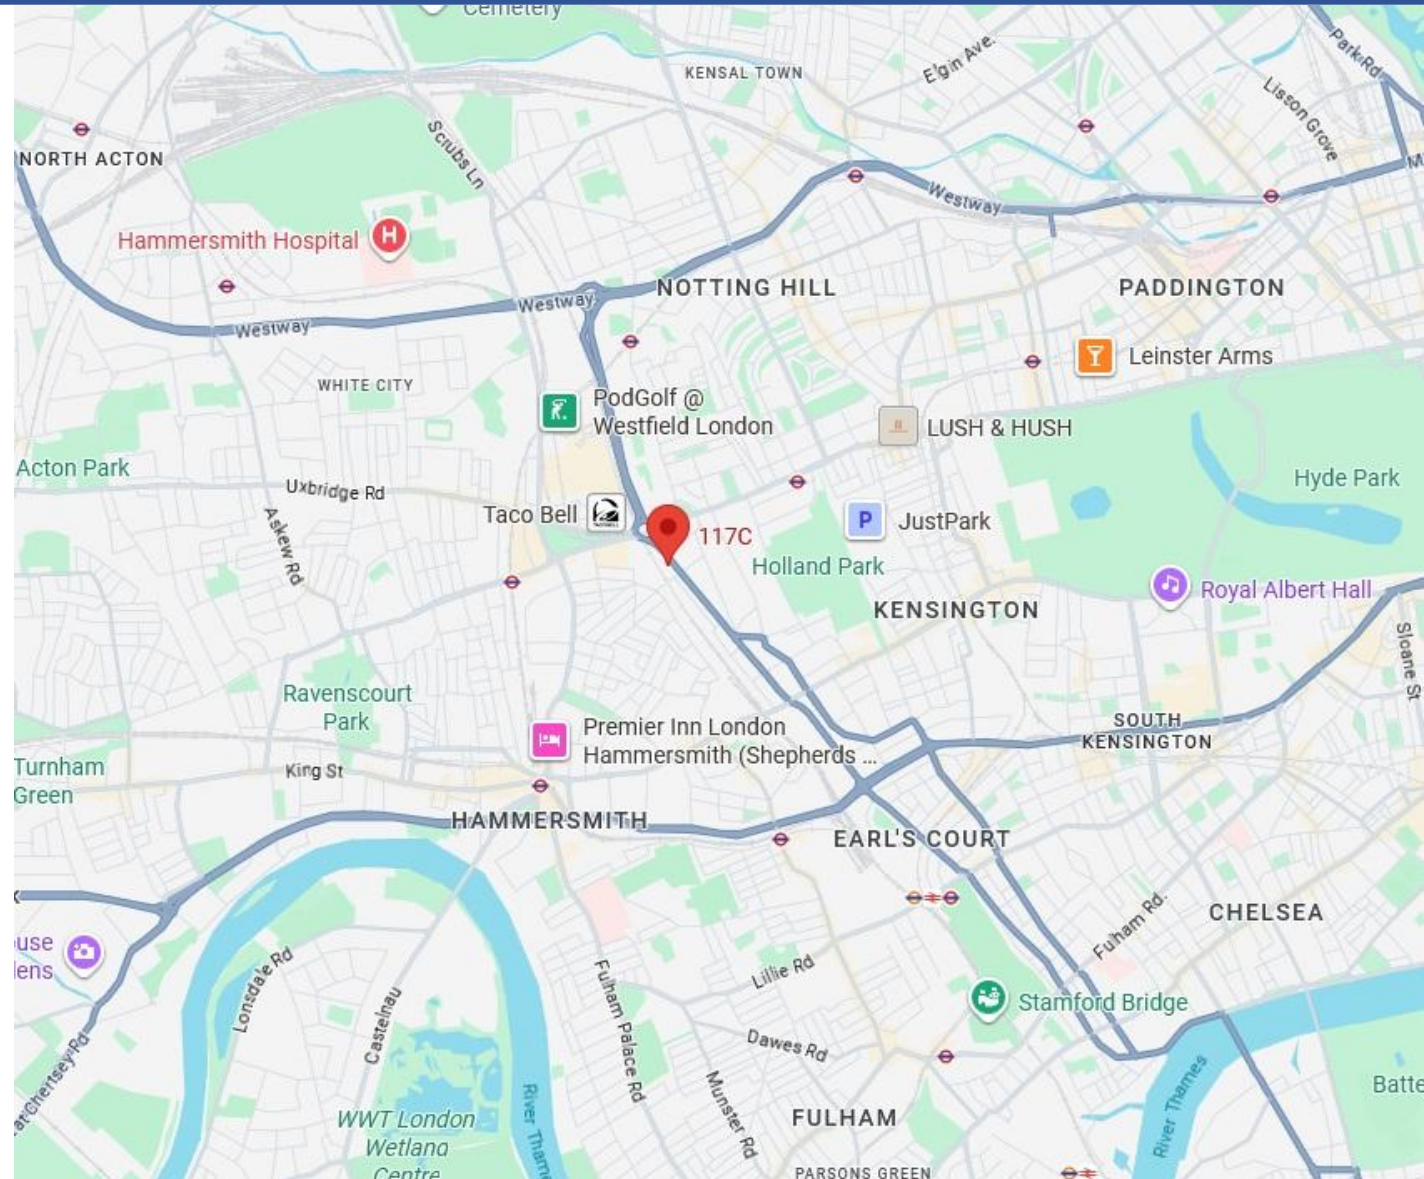 Cemetery
KENSAL TOWN
Elgin Ave.
Park Rd
Lisson Grove
NORTH ACTON
Scrubs Ln
Westway
Hammersmith Hospital
H
NOTTING HILL
PADDINGTON
Westway
Westway
Leinster Arms
WHITE CITY
PodGolf @
Westfield London
LUSH & HUSH
Acton Park
Hyde Park
Uxbridge Rd
Askew Rd
Taco Bell
P
JustPark
117C
Holland Park
Royal Albert Hall
KENSINGTON
Sloane St
Ravenscourt
Park
Premier Inn London
Hammersmith (Shepherds ...
SOUTH
KENSINGTON
Turnham
Green
King St
HAMMERSMITH
EARL'S COURT
Fulham Rd.
CHELSEA
use
lens
Lonsdale Rd
Castelnau
Fulham Palace Rd
Lillie Rd
Stamford Bridge
Dawes Rd
at Chertsey Rd
Munster Rd
River Thames
Batte
WWT London
Wetland
Centre
River Thame
FULHAM
PARSONS GREEN